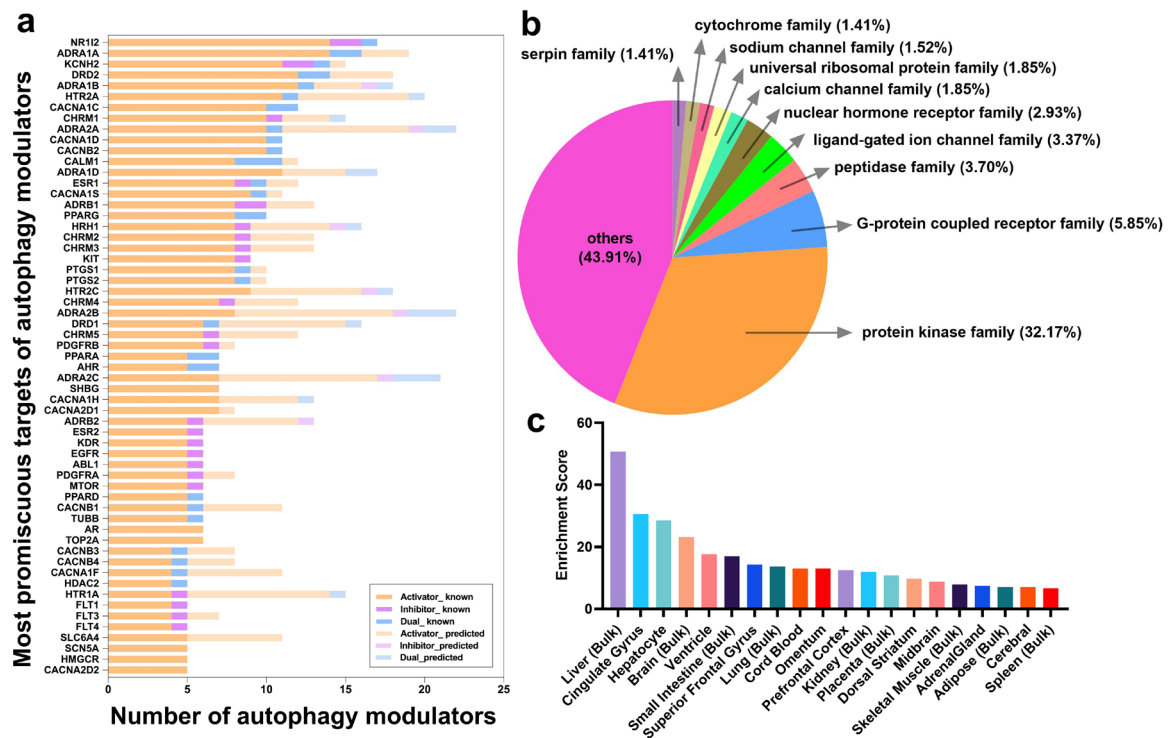 a
Most promiscuous targets of autophagy modulators
NR1I2
ADRA1A
KCNH2
DRD2
ADRA1B
HTR2A
CACNA1C
CHRM1
ADRA2A
CACNA1D
CACNB2
CALM1
ADRA1D
ESR1
CACNA1S
ADRB1
PPARG
HRH1
CHRM2
CHRM3
KIT
PTGS1
PTGS2
HTR2C
CHRM4
ADRA2B
DRD1
CHRM5
PDGFRB
PPARA
AHR
ADRA2C
SHBG
CACNA1H
CACNA2D1
ADRB2
ESR2
KDR
EGFR
ABL1
PDGFRA
MTOR
PPARD
CACNB1
TUBB
AR
TOP2A
CACNB3
CACNB4
CACNA1F
HDAC2
HTR1A
FLT1
FLT3
FLT4
SLC6A4
SCN5A
HMGCR
CACNA2D2
0 5 10 15 20 25
Number of autophagy modulators
Activator_ known
Inhibitor_ known
Dual_known
Activator_ predicted
Inhibitor_predicted
Dual_predicted
b
cytochrome family (1.41%)
serpin family (1.41%)
sodium channel family (1.52%)
universal ribosomal protein family (1.85%)
calcium channel family (1.85%)
nuclear hormone receptor family (2.93%)
ligand-gated ion channel family (3.37%)
peptidase family (3.70%)
G-protein coupled receptor family (5.85%)
others
(43.91%)
protein kinase family (32.17%)
c
Enrichment Score
60
40
20
0
Liver (Bulk)
Cingulate Gyrus
Hepatocyte
Brain (Bulk)
Ventricle
Small Intestine (Bulk)
Superior Frontal Gyrus
Lung (Bulk)
Cord Blood
Omentum
Prefrontal Cortex
Kidney (Bulk)
Placenta (Bulk)
Dorsal Striatum
Midbrain
Skeletal Muscle (Bulk)
AdrenalGland
Adipose (Bulk)
Cerebral
Spleen (Bulk)